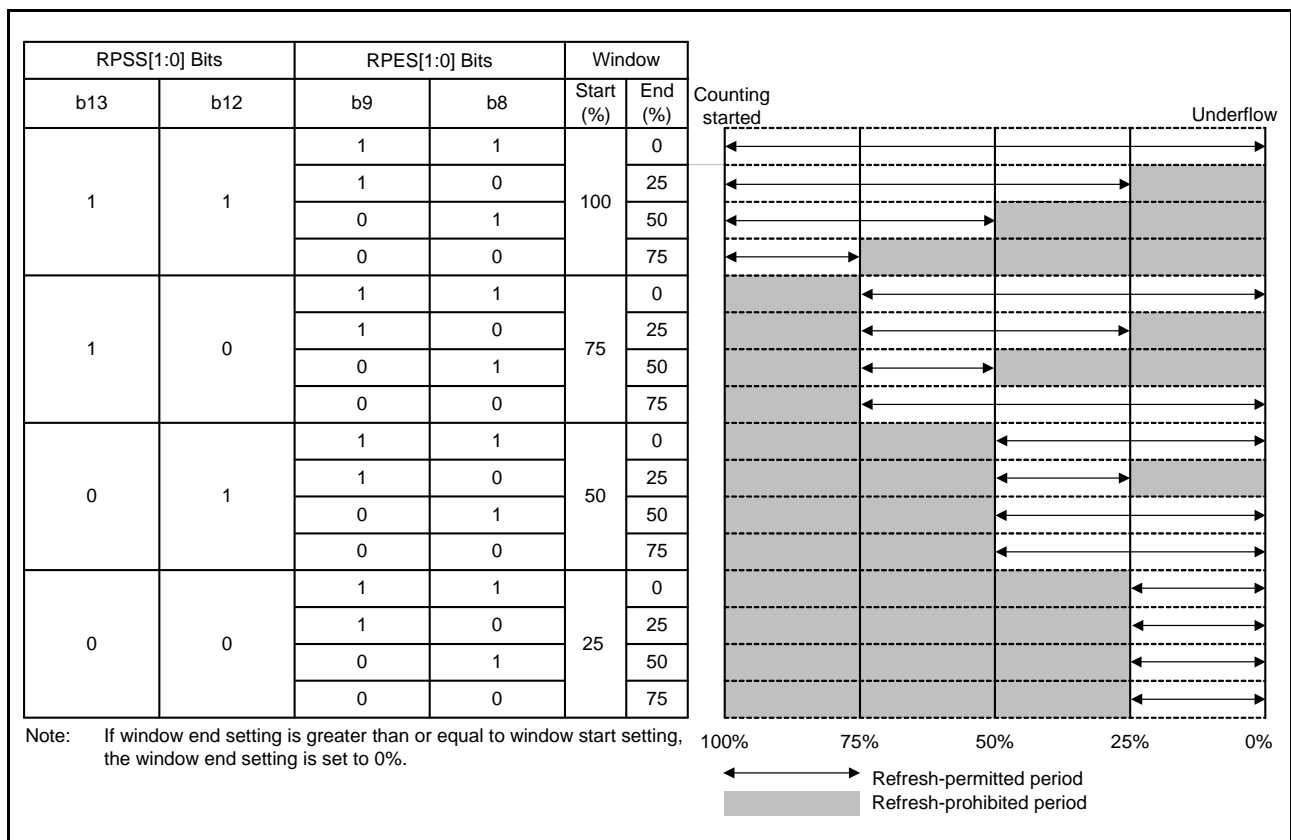 RPSS[1:0] Bits RPES[1:0] Bits Window
b13 b12 b9 b8 Start (%) End (%)
Counting started
Underflow
1 1 0
1 0 25
1 1 100
0 1 50
0 0 75
1 1 0
1 0 25
1 0 75
0 1 50
0 0 75
1 1 0
1 0 25
0 1 50
0 1 50
0 0 75
1 1 0
1 0 25
0 0 25
0 1 50
0 0 75
Note: If window end setting is greater than or equal to window start setting,
the window end setting is set to 0%.
100% 75% 50% 25% 0%
Refresh-permitted period
Refresh-prohibited period